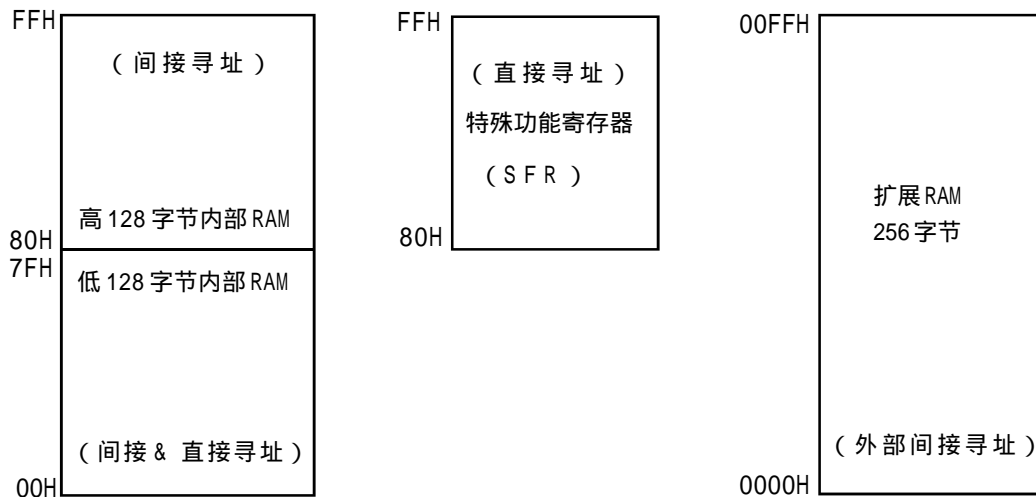 FFH
(间接寻址)
高128字节内部RAM
80H
7FH
低128字节内部RAM
(间接& 直接寻址)
00H
FFH
(直接寻址)
特殊功能寄存器
(SFR)
80H
00FFH
扩展RAM
256字节
(外部间接寻址)
0000H